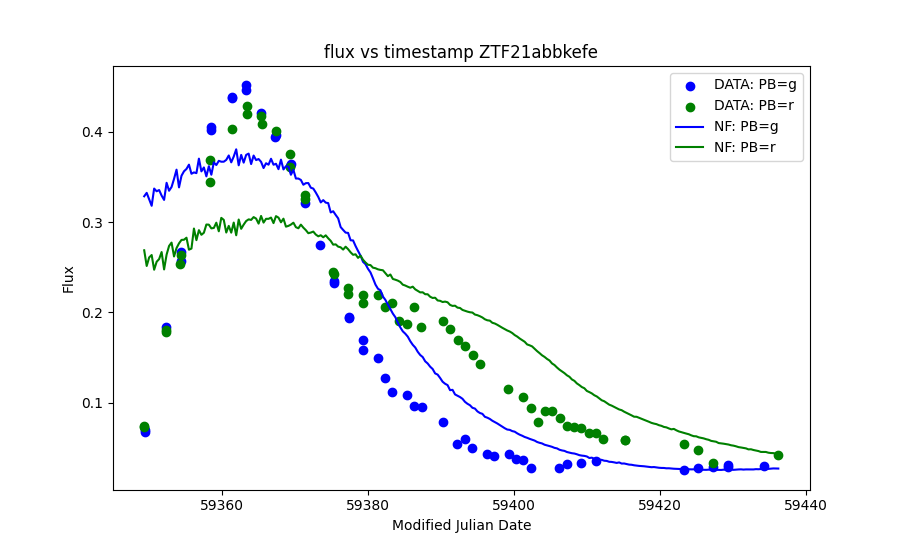 flux vs timestamp ZTF21abbkefe
DATA: PB=g
DATA: PB=r
NF: PB=g
NF: PB=r
0.4
0.3
0.2
0.1
Flux
59360
59380
59400
59420
59440
Modified Julian Date